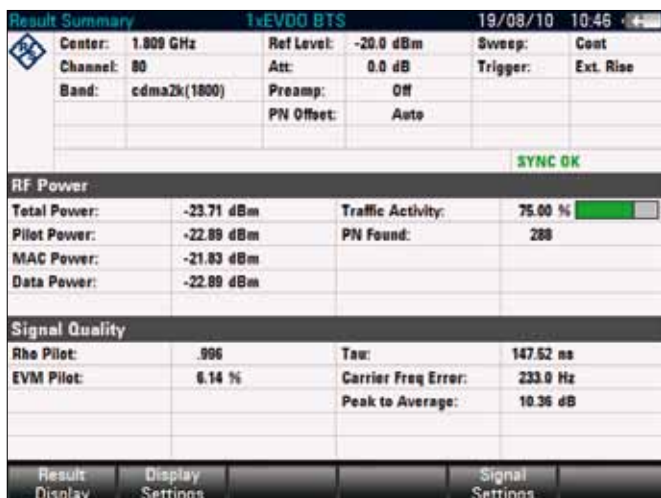 Result Summary 1xEVDO BTS 19/08/10 10:46
Center: 1.809 GHz Ref Level: -20.0 dBm Sweep: Cont
Channel: 80 Att: 0.0 dB Trigger: Ext. Rise
Band: cdma2k(1800) Preamp: Off
PN Offset: Auto
SYNC OK
RF Power
Total Power: -23.71 dBm Traffic Activity: 75.00 %
Pilot Power: -22.89 dBm PN Found: 288
MAC Power: -21.83 dBm
Data Power: -22.89 dBm
Signal Quality
Rho Pilot: .996 Tau: 147.52 ns
EVM Pilot: 6.14 % Carrier Freq Error: 233.0 Hz
Peak to Average: 10.36 dB
Result Display Signal
Display Settings Settings